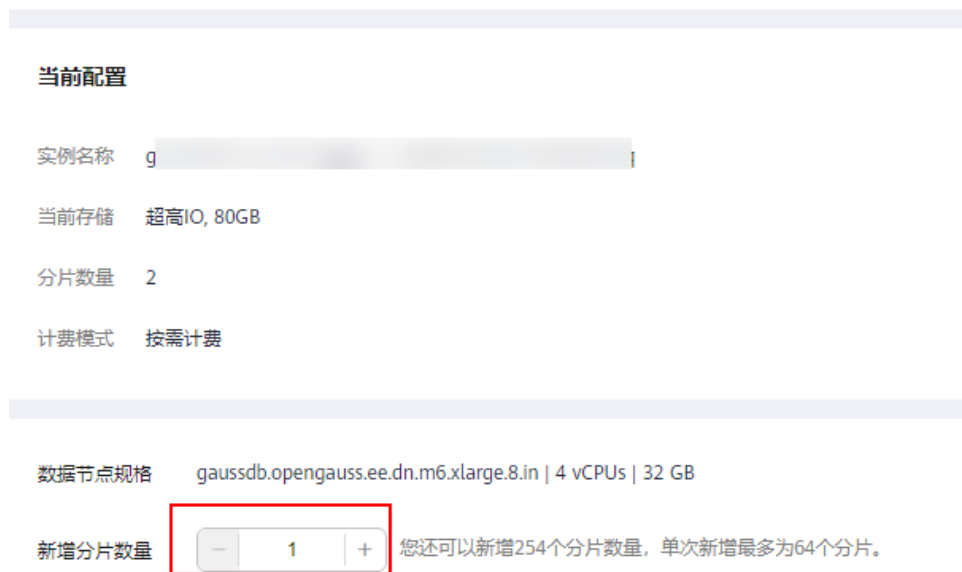 当前配置
实例名称 g
当前存储 超高IO, 80GB
分片数量 2
计费模式 按需计费
数据节点规格 gaussdb.opengauss.ee.dn.m6.xlarge.8.in | 4 vCPUs | 32 GB
新增分片数量 － 1 + 您还可以新增254个分片数量，单次新增最多为64个分片。